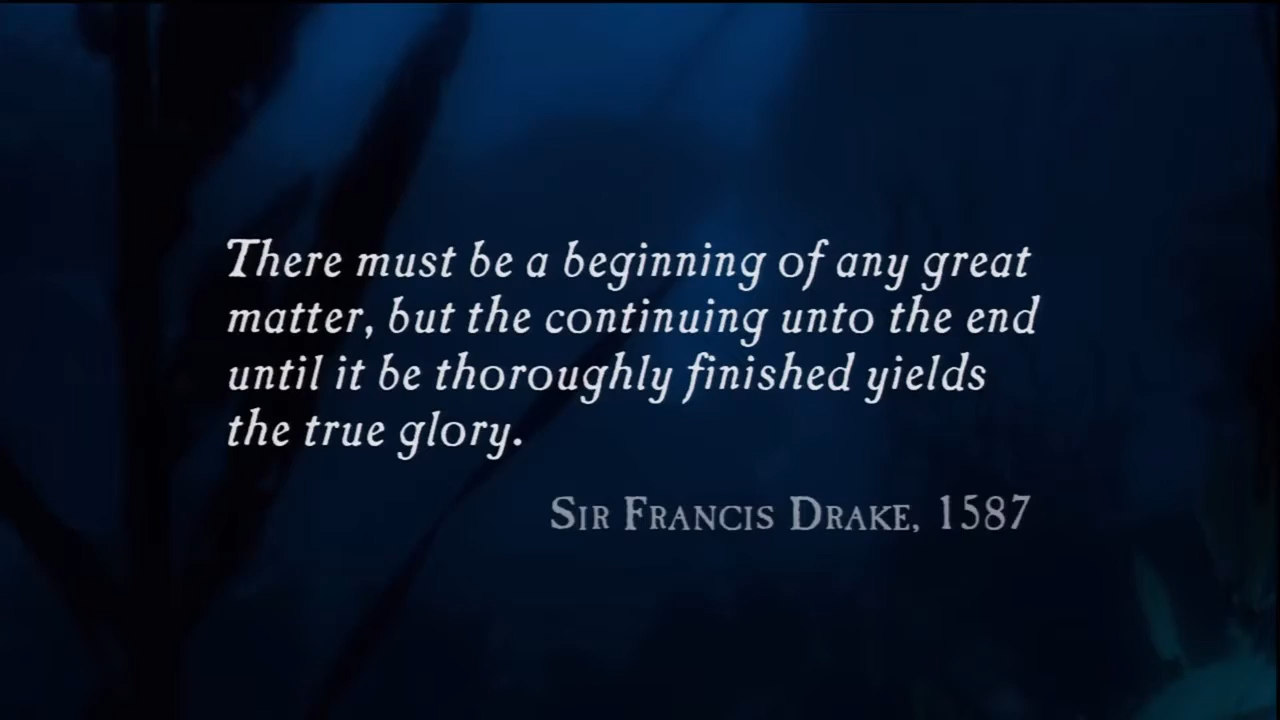 There must be a beginning of any great
matter, but the continuing unto the end
until it be thoroughly finished yields
the true glory.
Sir Francis Drake, 1587